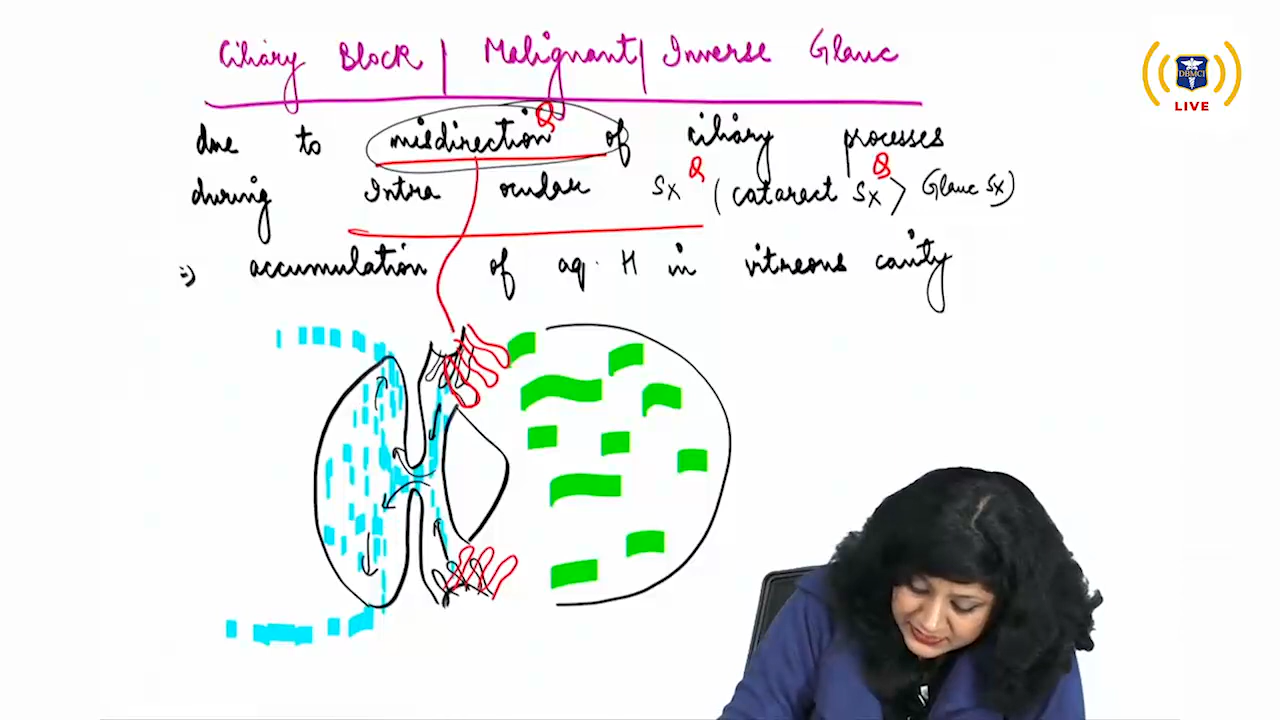 Ciliary Block | Malignant | Inverse Glauc
due to misdirection Q of ciliary processes
during Intra ocular Sx Q (cataract Sx Q > Glauc Sx)
⇒ accumulation of aq. H in vitreous cavity
DBMCI
LIVE